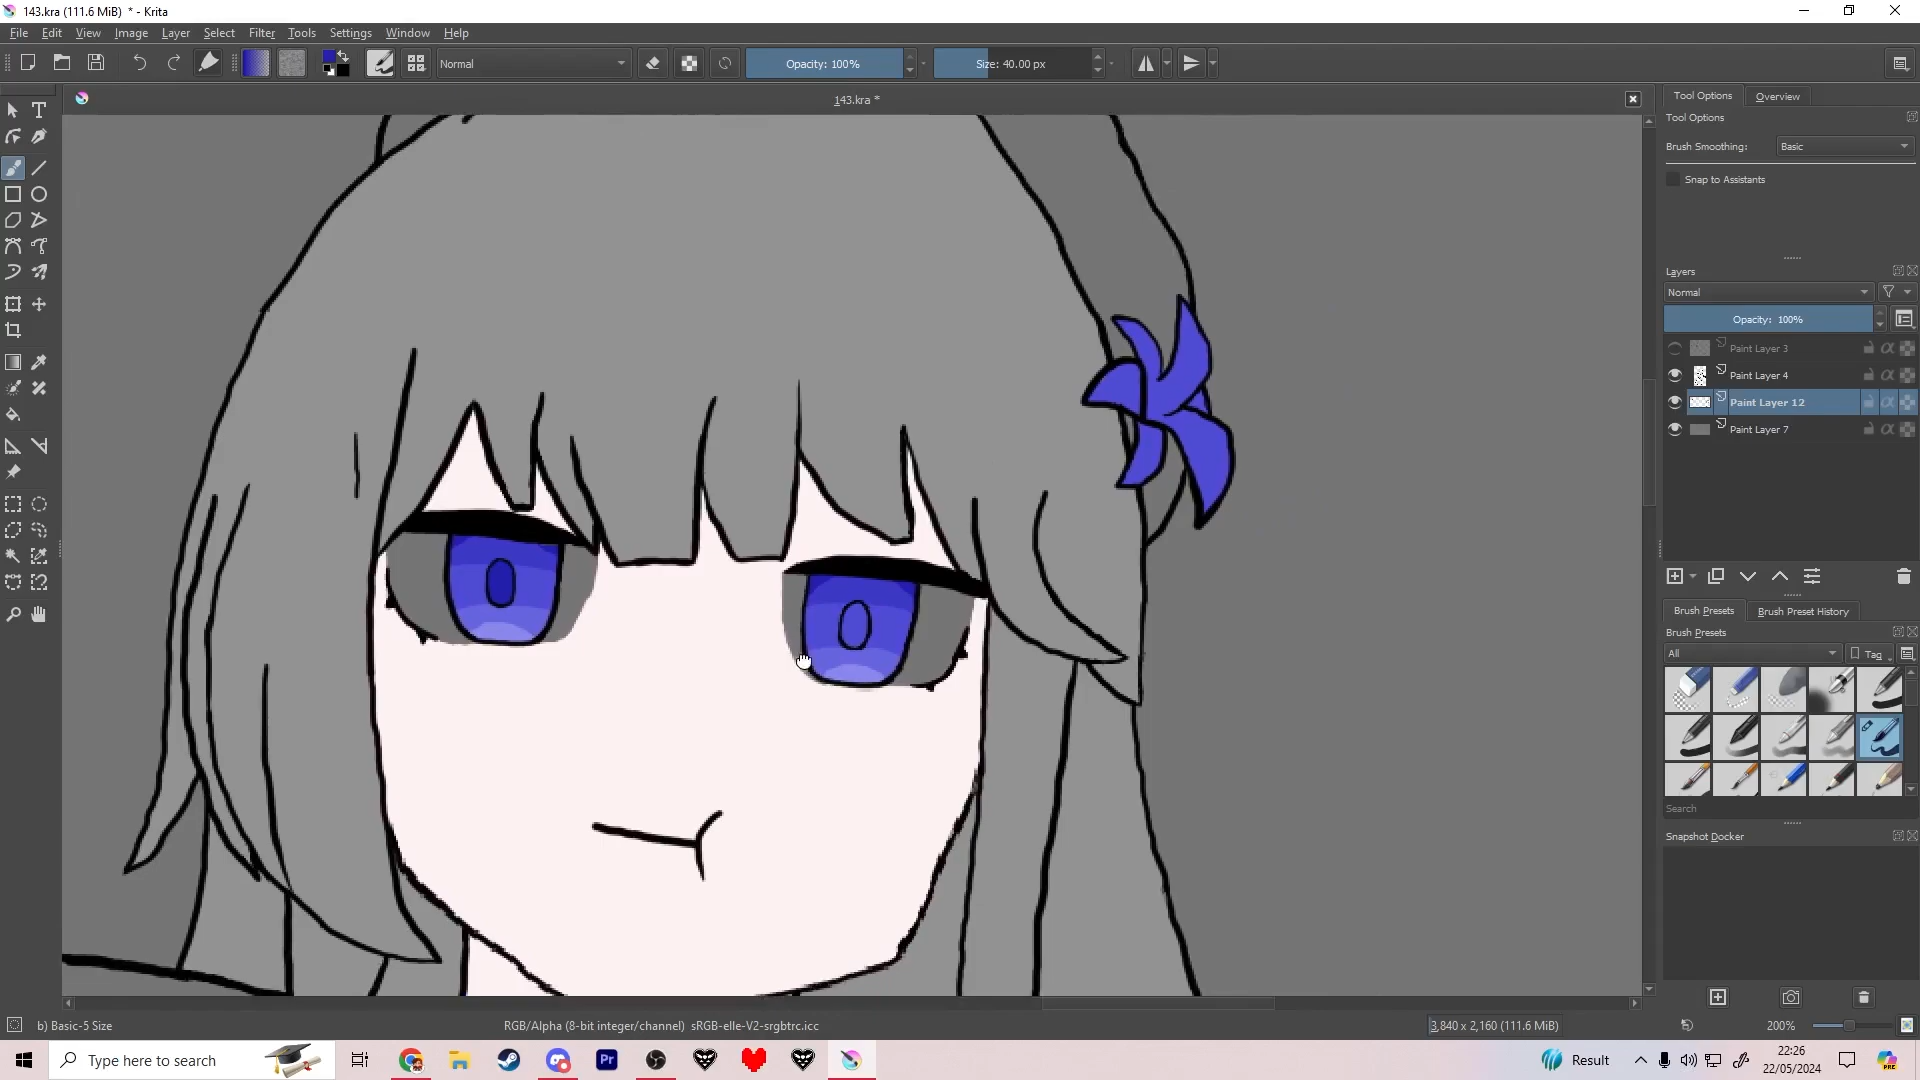 143.kra (111.6 MiB) * - Krita
File Edit View Image Layer Select Filter Tools Settings Window Help
Normal
Opacity: 100%
Size: 40.00 px
143.kra *
Tool Options Overview
Tool Options
Brush Smoothing: Basic
Snap to Assistants
Layers
Normal
Opacity: 100%
Paint Layer 3
Paint Layer 4
Paint Layer 12
Paint Layer 7
Brush Presets Brush Preset History
Brush Presets
All Tag
Search
Snapshot Docker
b) Basic-5 Size
RGB/Alpha (8-bit integer/channel) sRGB-elle-V2-srgbtrc.icc
3,840 x 2,160 (111.6 MiB)
200%
Type here to search
Pr
Result
22:26
22/05/2024
PRE